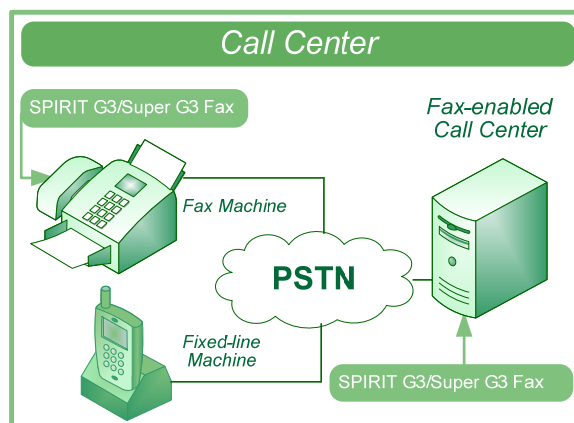 Call Center
SPIRIT G3/Super G3 Fax
Fax-enabled
Call Center
Fax Machine
PSTN
Fixed-line
Machine
SPIRIT G3/Super G3 Fax